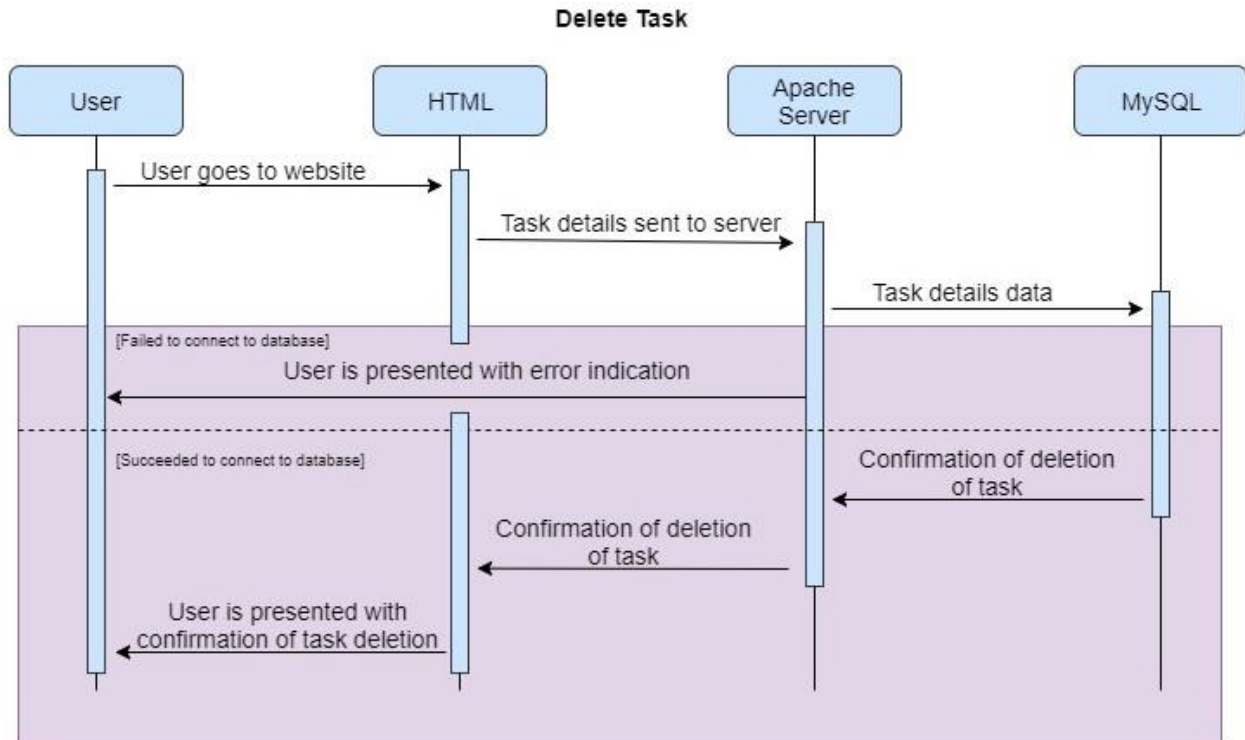 Delete Task
User
HTML
Apache
Server
MySQL
User goes to website
Task details sent to server
Task details data
[Failed to connect to database]
User is presented with error indication
[Succeeded to connect to database]
Confirmation of deletion
of task
Confirmation of deletion
of task
User is presented with
confirmation of task deletion